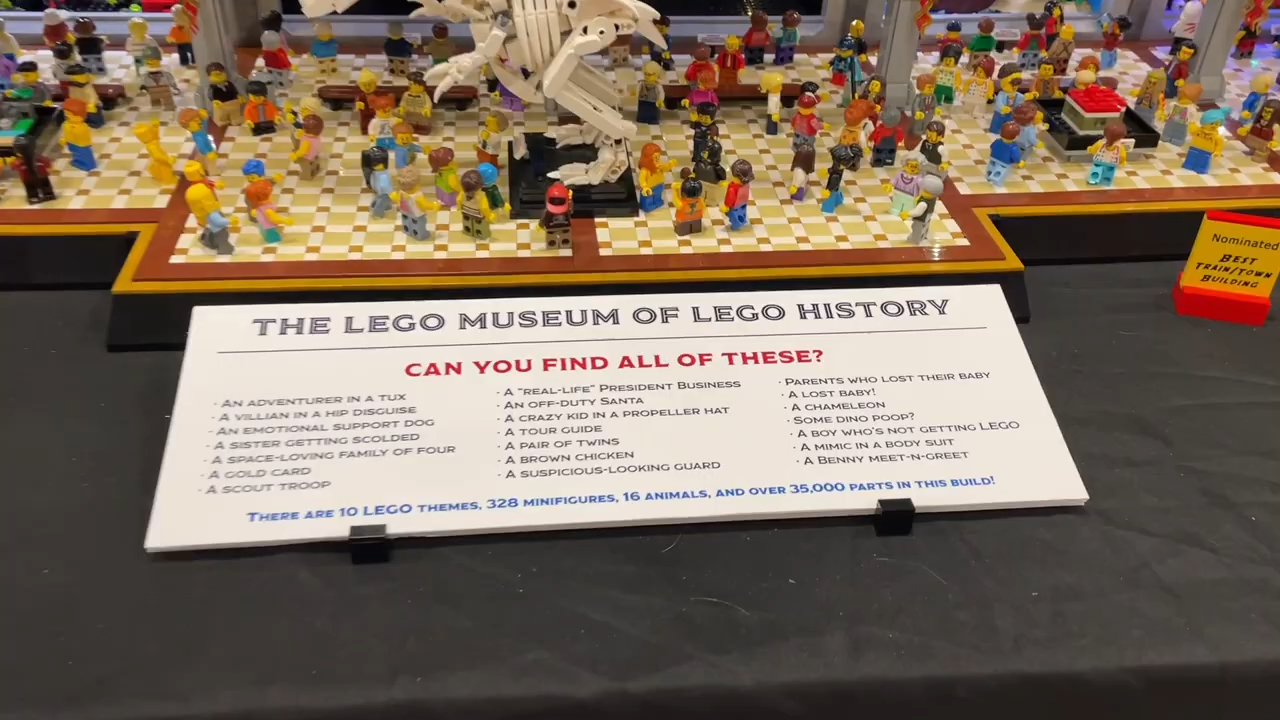 THE LEGO MUSEUM OF LEGO HISTORY
CAN YOU FIND ALL OF THESE?
· AN ADVENTURER IN A TUX
· A VILLIAN IN A HIP DISGUISE
· AN EMOTIONAL SUPPORT DOG
· A SISTER GETTING SCOLDED
· A SPACE-LOVING FAMILY OF FOUR
· A GOLD CARD
· A SCOUT TROOP
· A "REAL-LIFE" PRESIDENT BUSINESS
· AN OFF-DUTY SANTA
· A CRAZY KID IN A PROPELLER HAT
· A TOUR GUIDE
· A PAIR OF TWINS
· A BROWN CHICKEN
· A SUSPICIOUS-LOOKING GUARD
· PARENTS WHO LOST THEIR BABY
· A LOST BABY!
· A CHAMELEON
· SOME DINO POOP?
· A BOY WHO'S NOT GETTING LEGO
· A MIMIC IN A BODY SUIT
· A BENNY MEET-N-GREET
THERE ARE 10 LEGO THEMES, 328 MINIFIGURES, 16 ANIMALS, AND OVER 35,000 PARTS IN THIS BUILD!
Nominated
BEST
TRAIN/TOWN
BUILDING